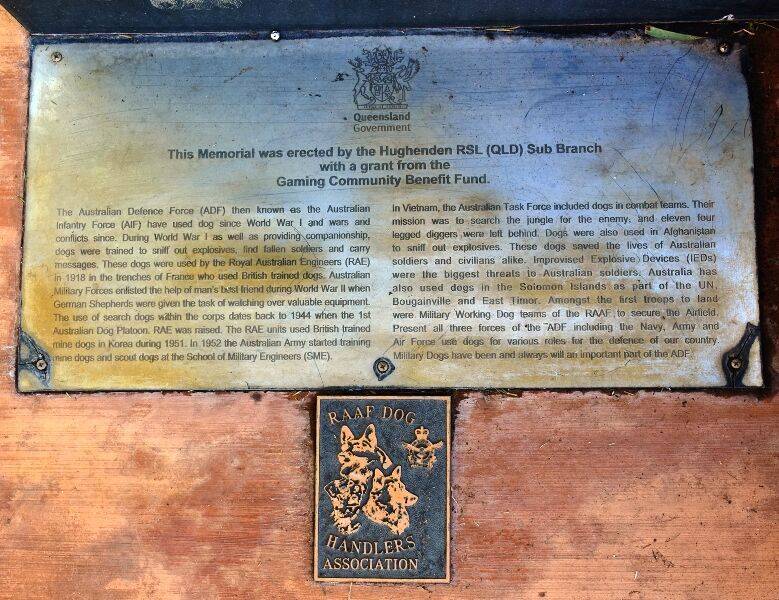 Queensland
Government
This Memorial was erected by the Hughenden RSL (QLD) Sub Branch
with a grant from the
Gaming Community Benefit Fund.
The Australian Defence Force (ADF) then known as the Australian
Infantry Force (AIF) have used dog since World War I and wars and
conflicts since. During World War I as well as providing companionship,
dogs were trained to sniff out explosives, find fallen soldiers and carry
messages. These dogs were used by the Royal Australian Engineers (RAE)
in 1918 in the trenches of France who used British trained dogs. Australian
Military Forces enlisted the help of man's best friend during World War II when
German Shepherds were given the task of watching over valuable equipment.
The use of search dogs within the corps dates back to 1944 when the 1st
Australian Dog Platoon. RAE was raised. The RAE units used British trained
mine dogs in Korea during 1951. In 1952 the Australian Army started training
mine dogs and scout dogs at the School of Military Engineers (SME).
In Vietnam, the Australian Task Force included dogs in combat teams. Their
mission was to search the jungle for the enemy, and eleven four
legged diggers were left behind. Dogs were also used in Afghanistan
to sniff out explosives. These dogs saved the lives of Australian
soldiers and civilians alike. Improvised Explosive Devices (IEDs)
were the biggest threats to Australian soldiers. Australia has
also used dogs in the Solomon Islands as part of the UN,
Bougainville and East Timor. Amongst the first troops to land
were Military Working Dog teams of the RAAF to secure the Airfield.
Present all three forces of the ADF including the Navy, Army and
Air Force use dogs for various roles for the defence of our country.
Military Dogs have been and always will an important part of the ADF.
RAAF DOG
HANDLERS
ASSOCIATION